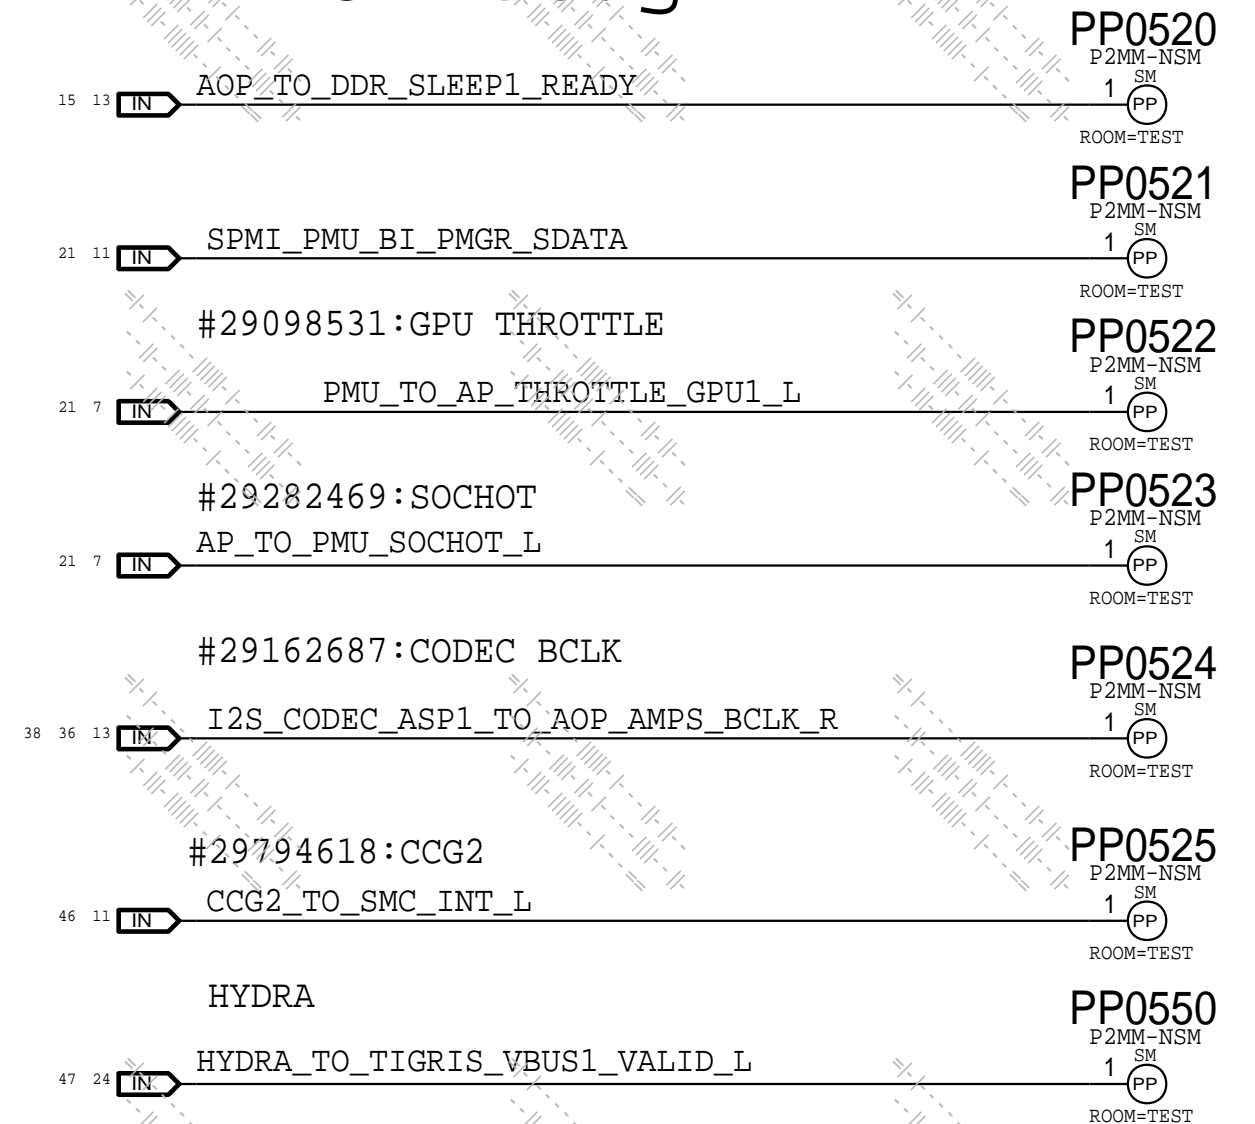 PP0520
P2MM-NSM
SM
15 13 IN AOP_TO_DDR_SLEEP1_READY 1 PP
ROOM=TEST
PP0521
P2MM-NSM
SM
21 11 IN SPMI_PMU_BI_PMGR_SDATA 1 PP
ROOM=TEST
#29098531:GPU THROTTLE
PP0522
P2MM-NSM
SM
21 7 IN PMU_TO_AP_THROTTLE_GPU1_L 1 PP
ROOM=TEST
#29282469:SOCHOT
PP0523
P2MM-NSM
SM
21 7 IN AP_TO_PMU_SOCHOT_L 1 PP
ROOM=TEST
#29162687:CODEC BCLK
PP0524
P2MM-NSM
SM
38 36 13 IN I2S_CODEC_ASP1_TO_AOP_AMPS_BCLK_R 1 PP
ROOM=TEST
#29794618:CCG2
PP0525
P2MM-NSM
SM
46 11 IN CCG2_TO_SMC_INT_L 1 PP
ROOM=TEST
HYDRA
PP0550
P2MM-NSM
SM
47 24 IN HYDRA_TO_TIGRIS_VBUS1_VALID_L 1 PP
ROOM=TEST